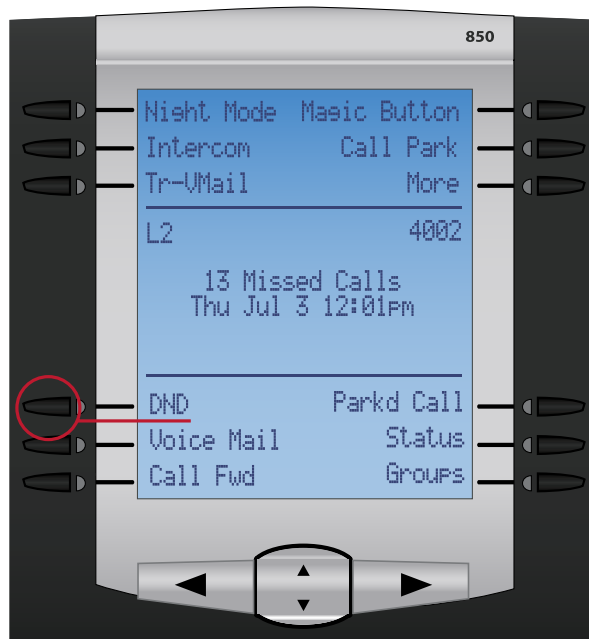 850
Night Mode Magic Button
Intercom Call Park
Tr-VMail More
L2 4002
13 Missed Calls
Thu Jul 3 12:01pm
DND Parkd Call
Voice Mail Status
Call Fwd Groups